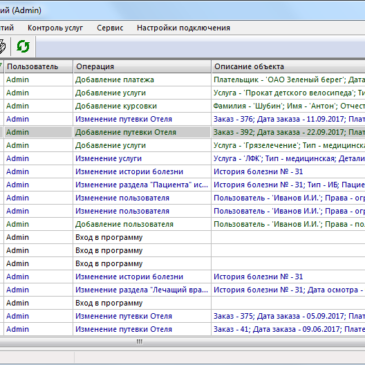 ий (Admin)
тий Контроль услуг Сервис Настройки подключения
Пользователь Операция Описание объекта
Admin Добавление платежа Плательщик - 'ОАО Зеленый берег'; Дата
Admin Добавление услуги Услуга - 'Прокат детского велосипеда'; Ти
Admin Добавление курсовки Фамилия - 'Шубин'; Имя - 'Антон'; Отчест
Admin Изменение путевки Отеля Заказ - 376; Дата заказа - 11.09.2017; Плат
Admin Добавление путевки Отеля Заказ - 392; Дата заказа - 22.09.2017; Плат
Admin Добавление услуги Услуга - 'Грязелечение'; Тип - медицинска
Admin Изменение услуги Услуга - 'ЛФК'; Тип - медицинская; Детали
Admin Изменение истории болезни История болезни № - 31
Admin Изменение раздела "Пациента" ис... История болезни № - 31; Тип - ИБ; Пацие
Admin Изменение пользователя Пользователь - 'Иванов И.И.'; Права - огр
Admin Изменение пользователя Пользователь - 'Иванов И.И.'; Права - огр
Admin Добавление пользователя Пользователь - 'Иванов И.И.'; Права - по
Admin Вход в программу
Admin Вход в программу
Admin Вход в программу
Admin Изменение истории болезни История болезни № - 31
Admin Изменение раздела "Лечащий вра... История болезни № - 31; Дата осмотра -
Admin Вход в программу
Admin Изменение путевки Отеля Заказ - 375; Дата заказа - 05.09.2017; Плат
Admin Изменение путевки Отеля Заказ - 41; Дата заказа - 09.06.2017; Плате